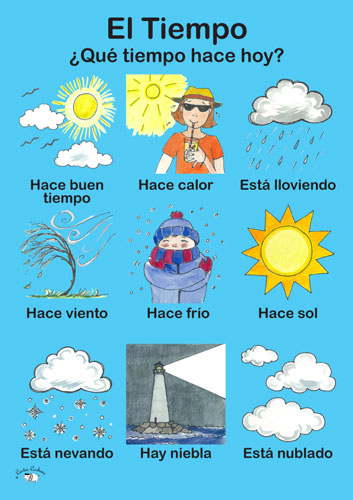 El Tiempo
¿Qué tiempo hace hoy?
Hace buen
tiempo
Hace calor
Está lloviendo
Hace viento
Hace frio
Hace sol
Está nevando
Hay niebla
Está nublado